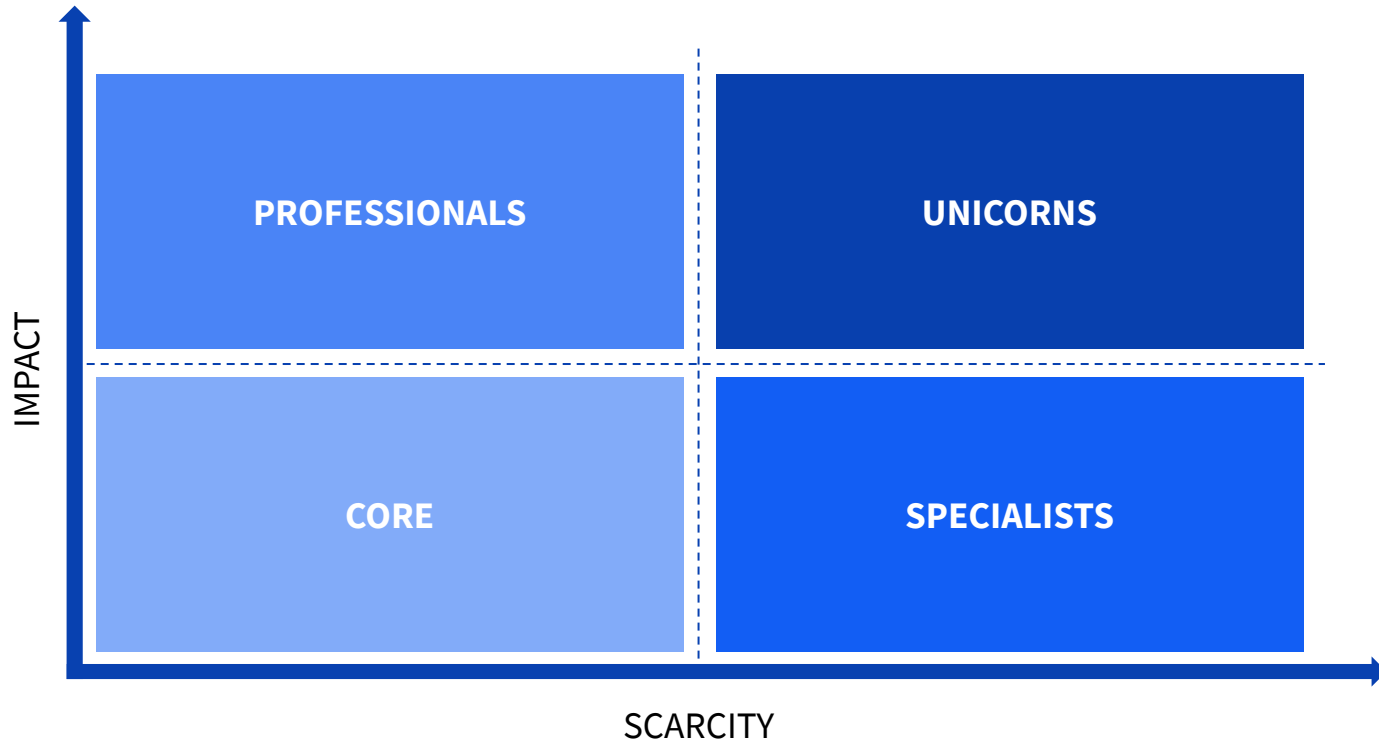 PROFESSIONALS
UNICORNS
IMPACT
CORE
SPECIALISTS
SCARCITY